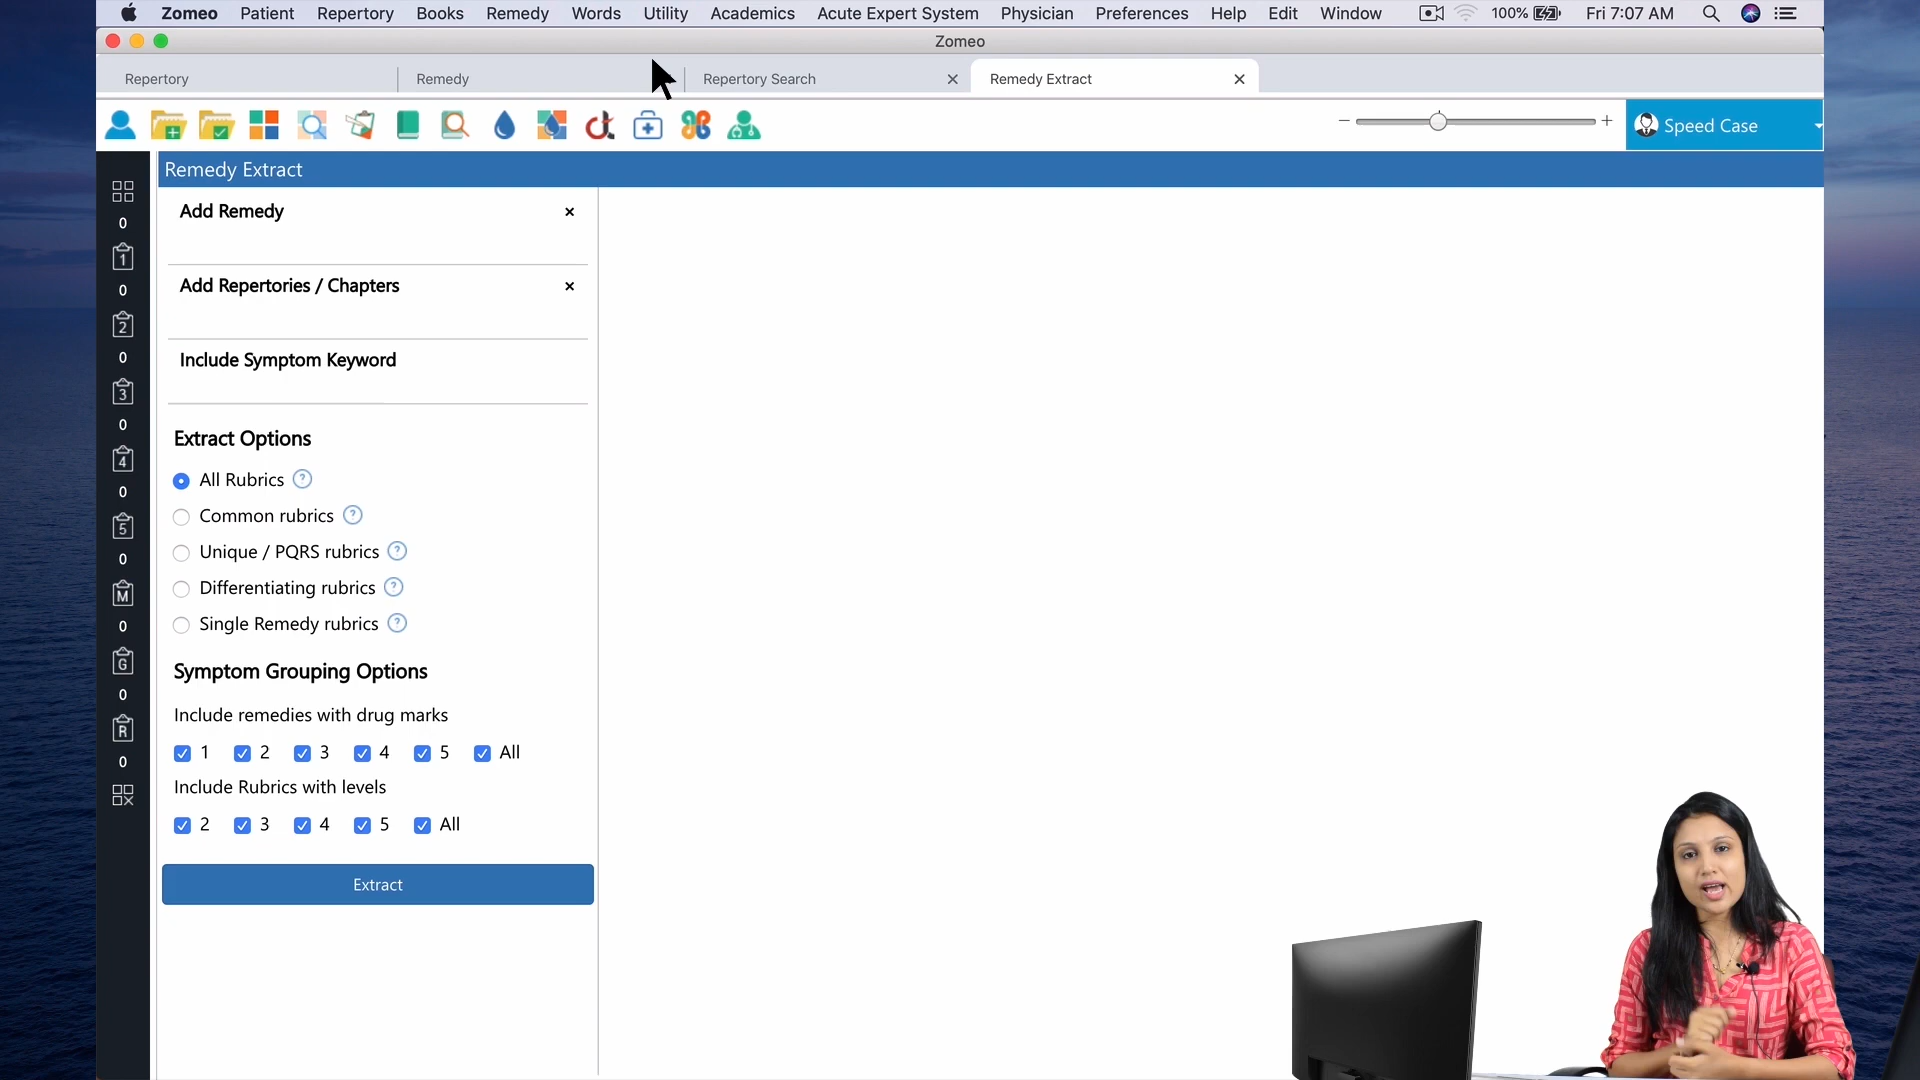 Zomeo Patient Repertory Books Remedy Words Utility Academics Acute Expert System Physician Preferences Help Edit Window 100% Fri 7:07 AM
Zomeo
Repertory Remedy Repertory Search Remedy Extract
Speed Case
Remedy Extract
Add Remedy
0
1
Add Repertories / Chapters
0
2
0
Include Symptom Keyword
3
0
Extract Options
4
All Rubrics ?
0
Common rubrics ?
5
Unique / PQRS rubrics ?
0
Differentiating rubrics ?
M
Single Remedy rubrics ?
0
G
Symptom Grouping Options
0
Include remedies with drug marks
R
1 2 3 4 5 All
0
Include Rubrics with levels
2 3 4 5 All
Extract